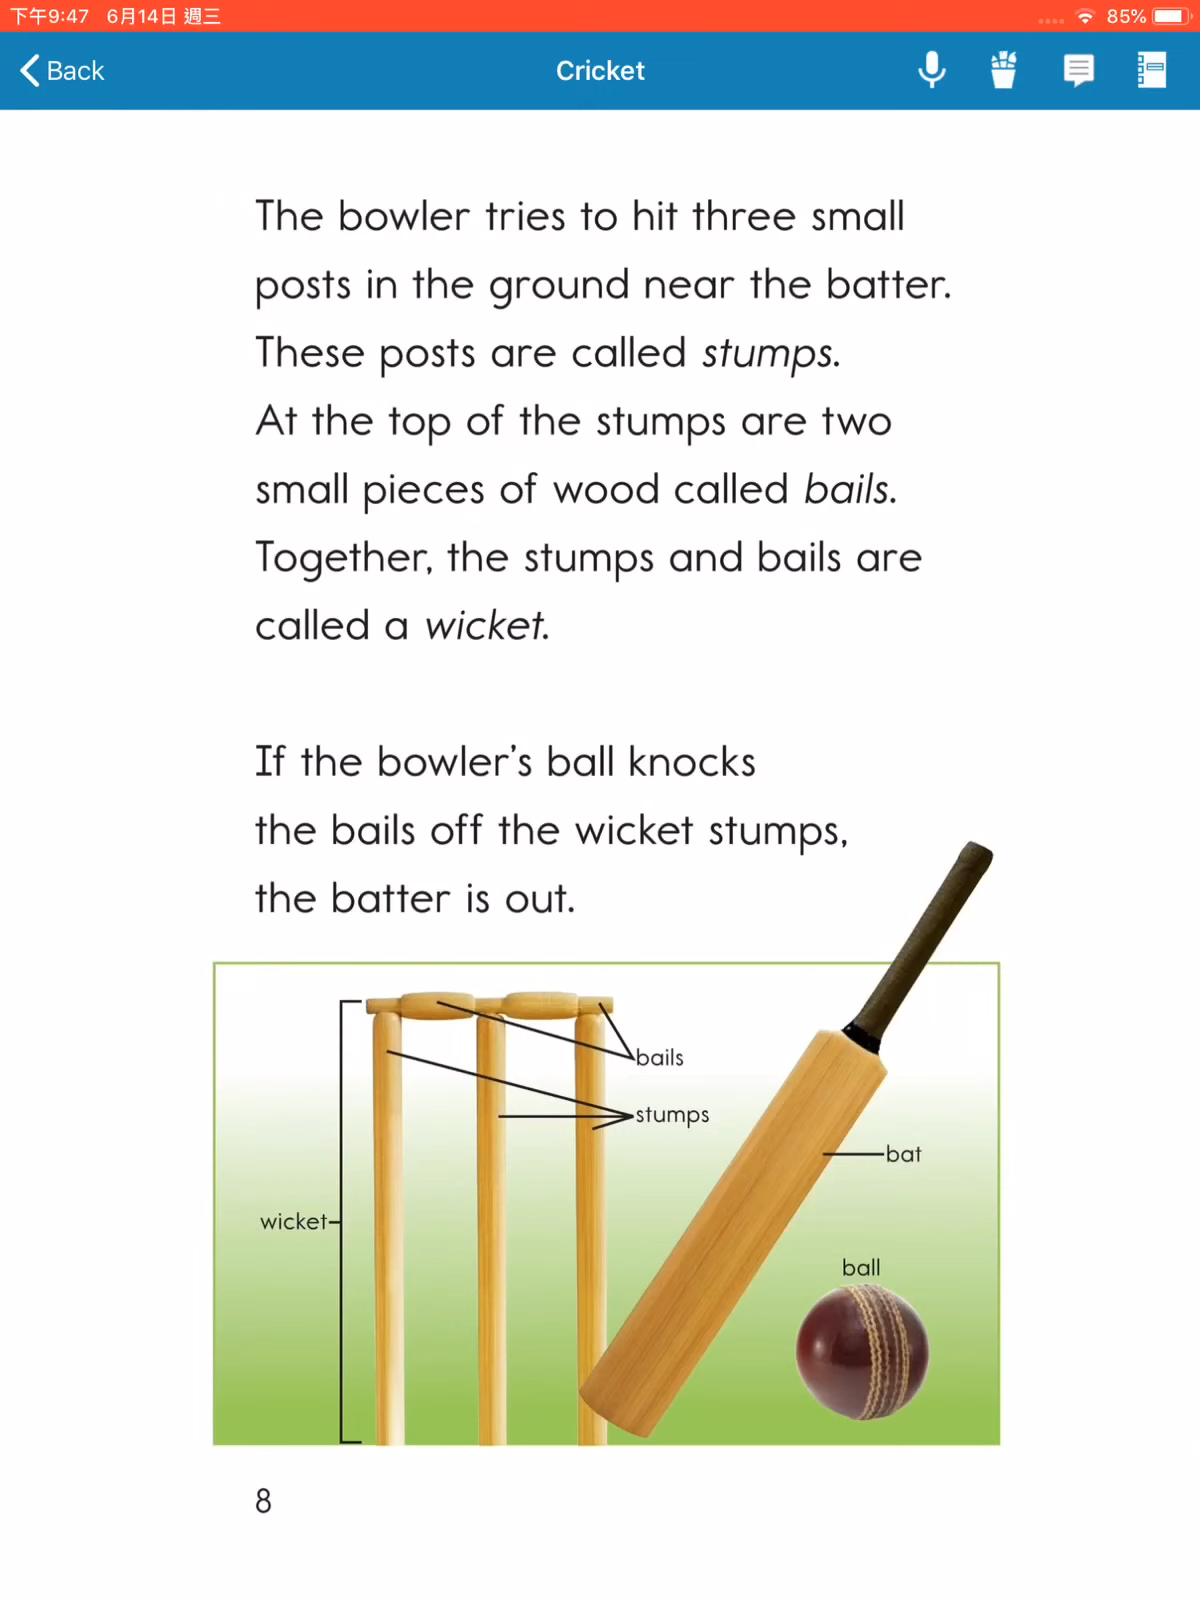 下午9:47 6月14日 週三
85%
Back
Cricket
The bowler tries to hit three small
posts in the ground near the batter.
These posts are called stumps.
At the top of the stumps are two
small pieces of wood called bails.
Together, the stumps and bails are
called a wicket.
If the bowler's ball knocks
the bails off the wicket stumps,
the batter is out.
bails
stumps
bat
wicket
ball
8